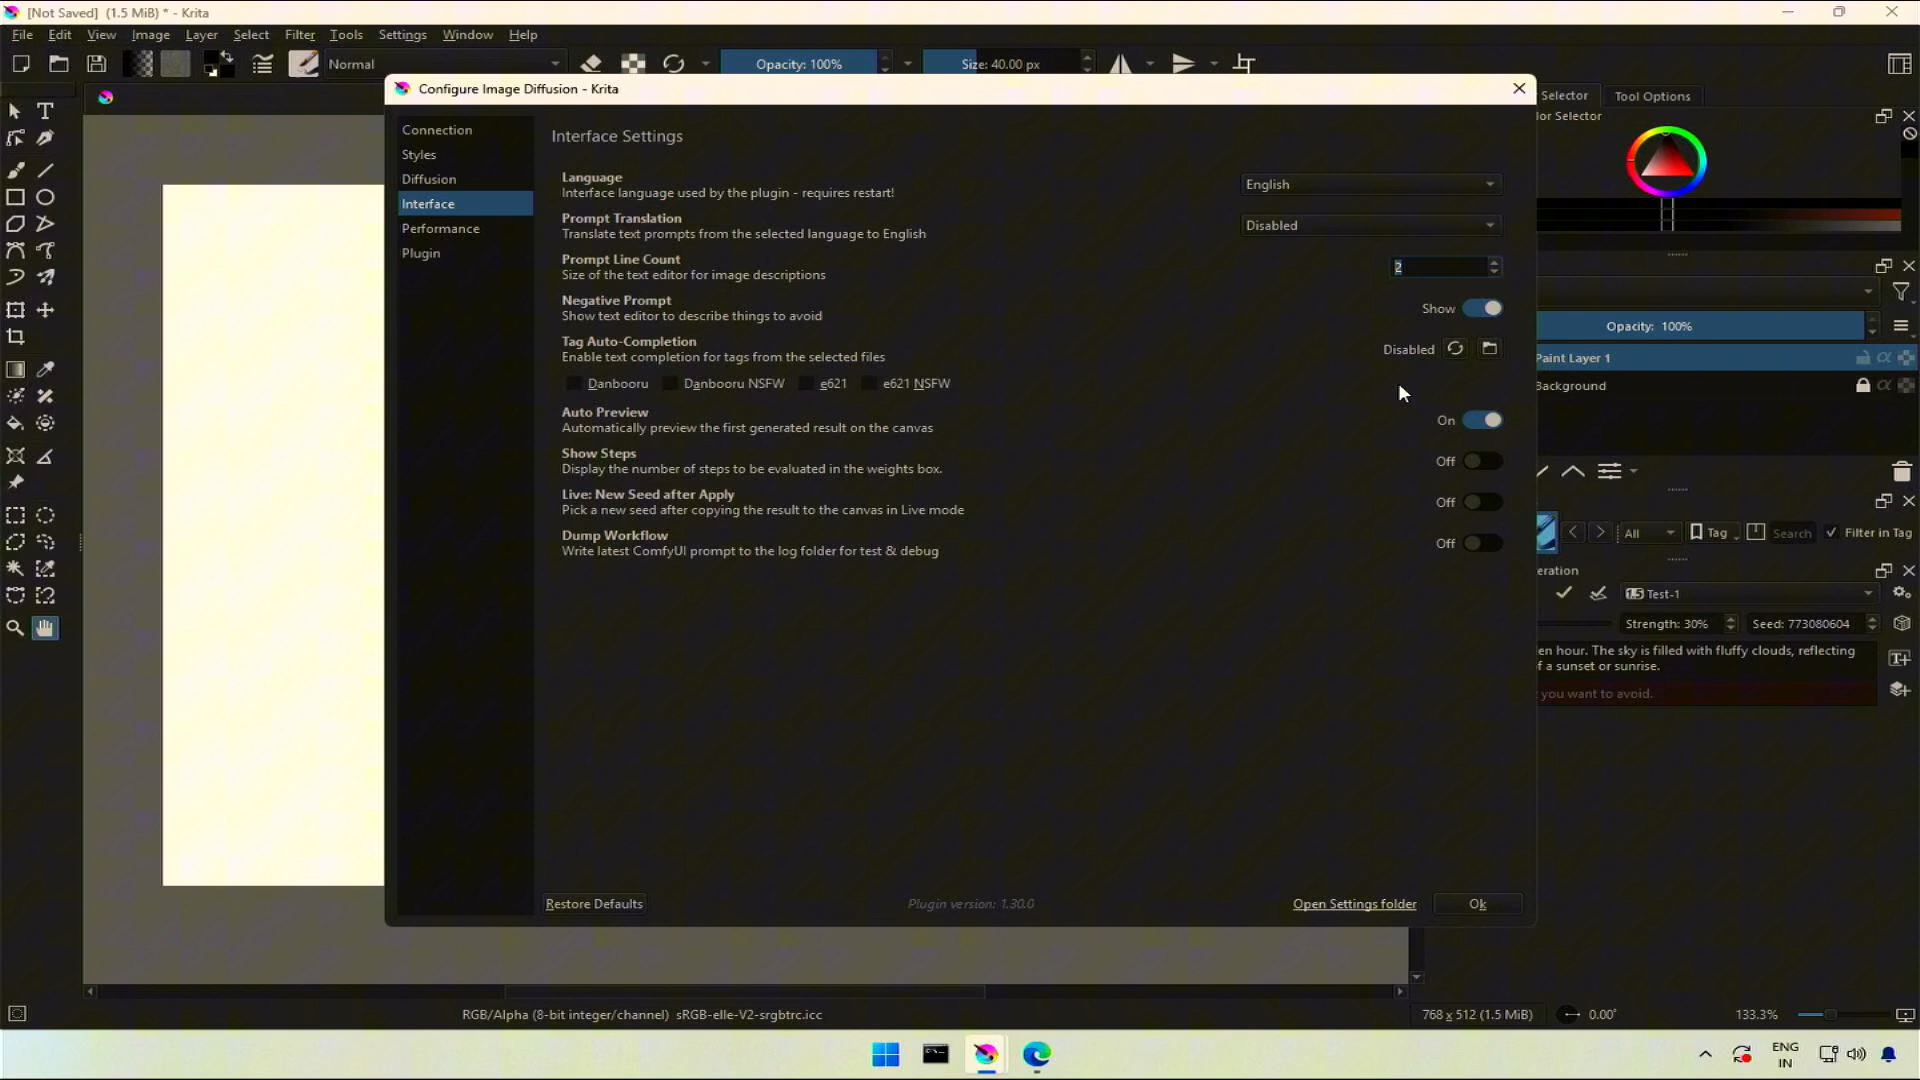 [Not Saved] (1.5 MiB) * - Krita
File Edit View Image Layer Select Filter Tools Settings Window Help
Normal Opacity: 100% Size: 40.00 px
Configure Image Diffusion - Krita
Selector Tool Options
lor Selector
Connection
Styles
Diffusion
Interface
Performance
Plugin
Interface Settings
Language
Interface language used by the plugin - requires restart!
English
Prompt Translation
Translate text prompts from the selected language to English
Disabled
Prompt Line Count
Size of the text editor for image descriptions
2
Negative Prompt
Show text editor to describe things to avoid
Show
Tag Auto-Completion
Enable text completion for tags from the selected files
Disabled
Danbooru Danbooru NSFW e621 e621 NSFW
Auto Preview
Automatically preview the first generated result on the canvas
On
Show Steps
Display the number of steps to be evaluated in the weights box.
Off
Live: New Seed after Apply
Pick a new seed after copying the result to the canvas in Live mode
Off
Dump Workflow
Write latest ComfyUI prompt to the log folder for test & debug
Off
Restore Defaults Plugin version: 1.30.0 Open Settings folder Ok
Opacity: 100%
Paint Layer 1
Background
All Tag Search Filter in Tag
eration
1.5 Test-1
Strength: 30% Seed: 773080604
en hour. The sky is filled with fluffy clouds, reflecting
f a sunset or sunrise.
you want to avoid.
RGB/Alpha (8-bit integer/channel) sRGB-elle-V2-srgbtrc.icc 768 x 512 (1.5 MiB) 0.00° 133.3%
ENG
IN